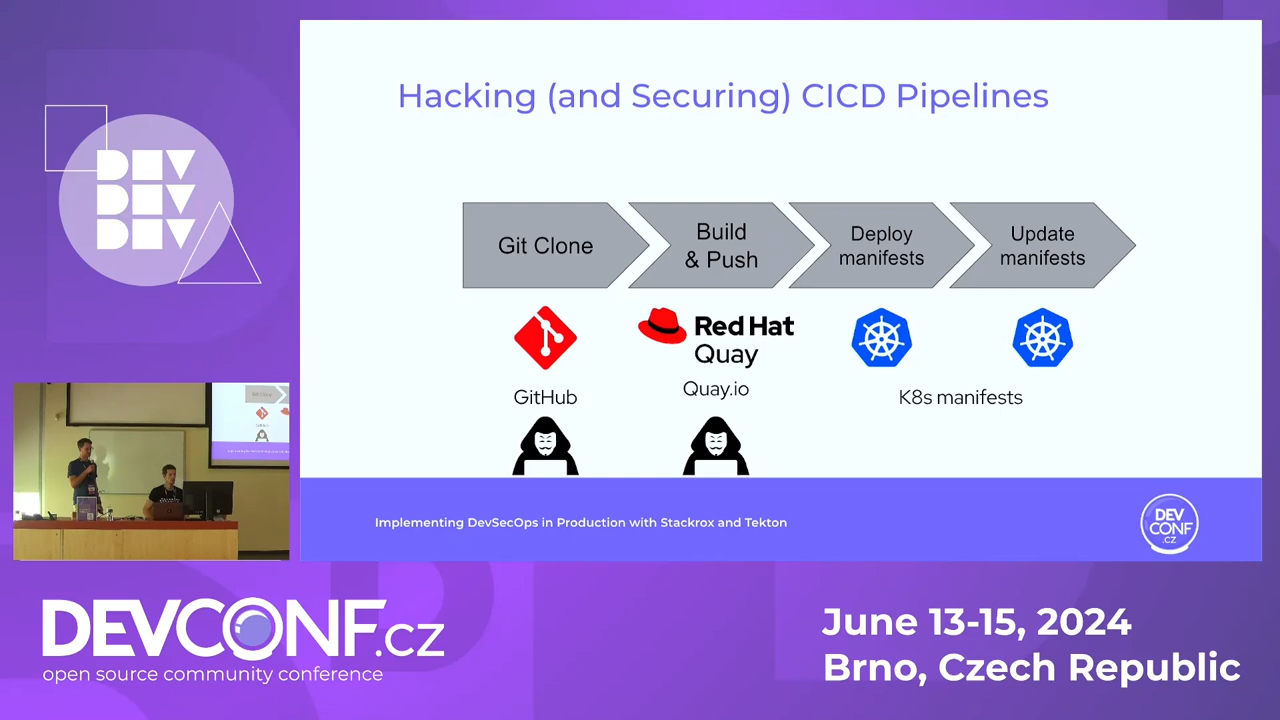 DEV
DEV
DEV
Hacking (and Securing) CICD Pipelines
Git Clone
Build
& Push
Deploy
manifests
Update
manifests
Red Hat
Quay
GitHub
Quay.io
K8s manifests
Implementing DevSecOps in Production with Stackrox and Tekton
DEV
CONF
.CZ
DEVCONF.cz
open source community conference
June 13-15, 2024
Brno, Czech Republic